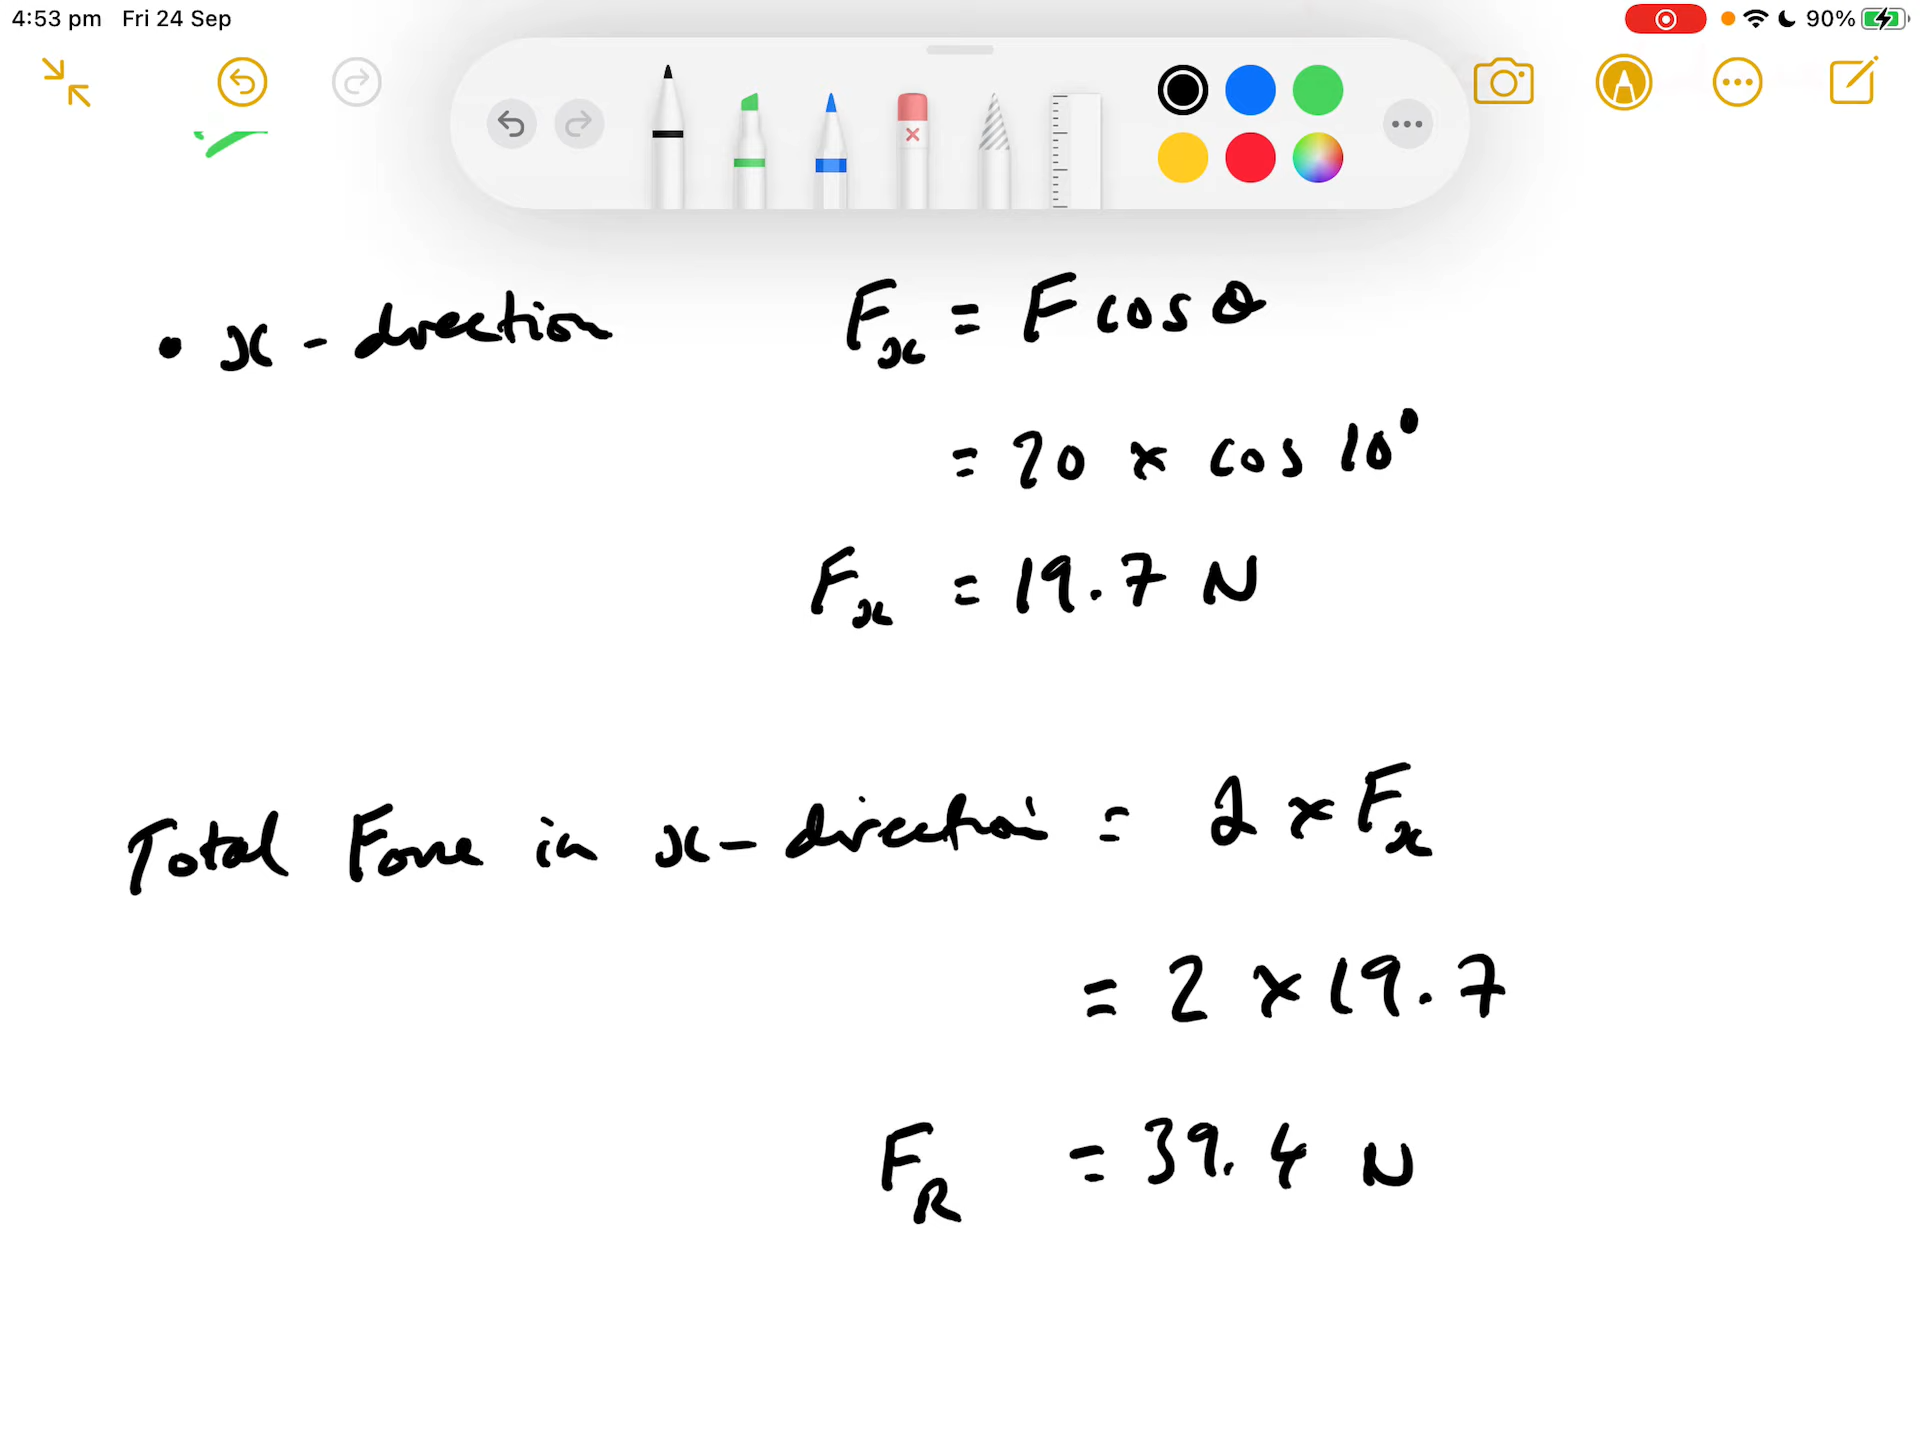 4:53 pm Fri 24 Sep 90%
• x - direction Fx = F cos θ
= 20 × cos 10°
Fx = 19.7 N
Total Force in x - direction = 2 × Fx
= 2 × 19.7
FR = 39.4 N